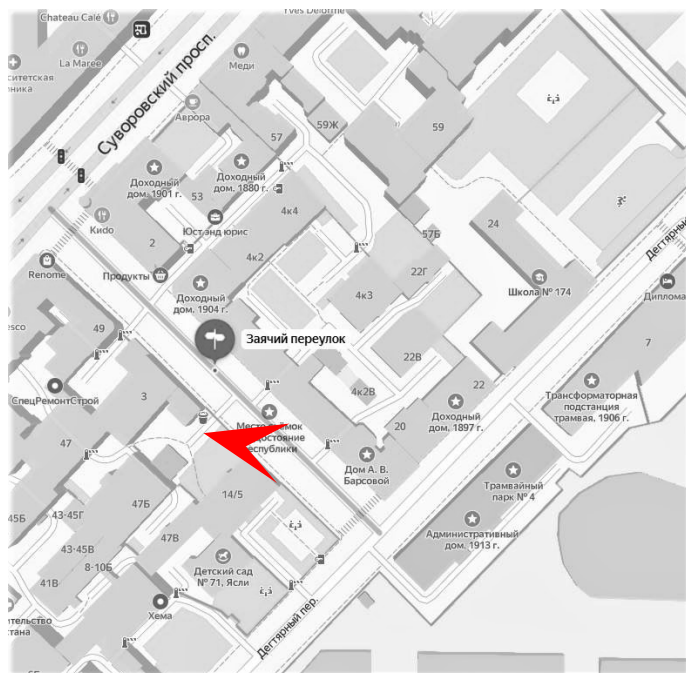 Yves Delorme
Chateau Café
La Maree
Суворовский просп.
Меди
Аврора
57
59Ж
59
Доходный
дом. 1901 г.
53
Доходный
дом. 1880 г.
Кидо
2
Юст энд юрис
4к4
4к2
24
57Б
22Г
Дегтярный
Renome
Продукты
Школа № 174
Диплома
Доходный
дом. 1904 г.
4к3
49
Заячий переулок
7
22В
СпецРемонтСтрой
3
4к2В
22
Трансформаторная
подстанция
трамвая, 1906 г.
Доходный
дом. 1897 г.
20
47
Дом А. В.
Барсовой
Трамвайный
парк № 4
14/5
47Б
45Б
43-45Г
47В
Административный
дом. 1913 г.
43-45В
8-10Б
41В
Детский сад
№ 71, Ясли
Хема
Дегтярный пер.